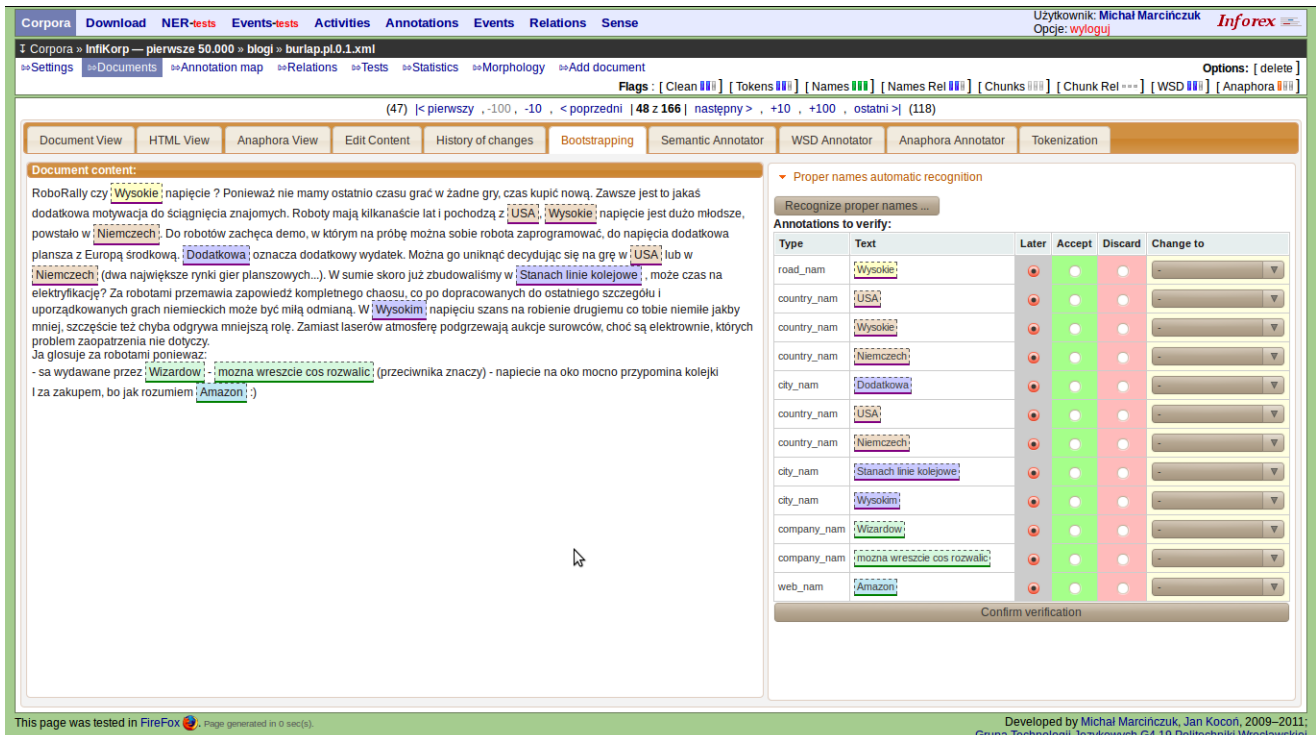 Corpora Download NER-tests Events-tests Activities Annotations Events Relations Sense
Użytkownik: Michał Marcińczuk
Opcje: wyloguj
Inforex
↧ Corpora » InfiKorp — pierwsze 50.000 » blogi » burlap.pl.0.1.xml
⇰Settings ⇰Documents ⇰Annotation map ⇰Relations ⇰Tests ⇰Statistics ⇰Morphology ⇰Add document
Options: [ delete ]
Flags : [ Clean ] [ Tokens ] [ Names ] [ Names Rel ] [ Chunks ] [ Chunk Rel ] [ WSD ] [ Anaphora ]
(47) |< pierwszy , -100 , -10 , < poprzedni | 48 z 166 | następny > , +10 , +100 , ostatni >| (118)
Document View HTML View Anaphora View Edit Content History of changes Bootstrapping Semantic Annotator WSD Annotator Anaphora Annotator Tokenization
Document content:
RoboRally czy Wysokie napięcie ? Ponieważ nie mamy ostatnio czasu grać w żadne gry, czas kupić nową. Zawsze jest to jakaś
dodatkowa motywacja do ściągnięcia znajomych. Roboty mają kilkanaście lat i pochodzą z USA, Wysokie napięcie jest dużo młodsze,
powstało w Niemczech. Do robotów zachęca demo, w którym na próbę można sobie robota zaprogramować, do napięcia dodatkowa
plansza z Europą środkową. Dodatkowa oznacza dodatkowy wydatek. Można go uniknąć decydując się na grę w USA lub w
Niemczech (dwa największe rynki gier planszowych...). W sumie skoro już zbudowaliśmy w Stanach linie kolejowe , może czas na
elektryfikację? Za robotami przemawia zapowiedź kompletnego chaosu, co po dopracowanych do ostatniego szczegółu i
uporządkowanych grach niemieckich może być miłą odmianą. W Wysokim napięciu szans na robienie drugiemu co tobie niemiłe jakby
mniej, szczęście też chyba odgrywa mniejszą rolę. Zamiast laserów atmosferę podgrzewają aukcje surowców, choć są elektrownie, których
problem zaopatrzenia nie dotyczy.
Ja glosuje za robotami poniewaz:
- sa wydawane przez Wizardow - mozna wreszcie cos rozwalic (przeciwnika znaczy) - napiecie na oko mocno przypomina kolejki
I za zakupem, bo jak rozumiem Amazon :)
Proper names automatic recognition
Recognize proper names ...
Annotations to verify:
Type Text Later Accept Discard Change to
road_nam Wysokie -
country_nam USA -
country_nam Wysokie -
country_nam Niemczech -
city_nam Dodatkowa -
country_nam USA -
country_nam Niemczech -
city_nam Stanach linie kolejowe -
city_nam Wysokim -
company_nam Wizardow -
company_nam mozna wreszcie cos rozwalic -
web_nam Amazon -
Confirm verification
This page was tested in FireFox . Page generated in 0 sec(s).
Developed by Michał Marcińczuk, Jan Kocoń, 2009–2011;
Grupa Technologii Językowych G4.19 Politechniki Wrocławskiej